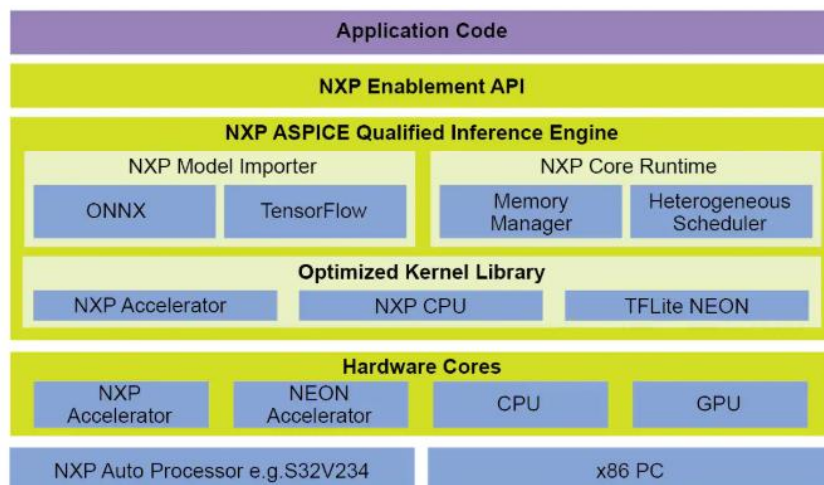 Application Code
NXP Enablement API
NXP ASPICE Qualified Inference Engine
NXP Model Importer
ONNX
TensorFlow
NXP Core Runtime
Memory
Manager
Heterogeneous
Scheduler
Optimized Kernel Library
NXP Accelerator
NXP CPU
TFLite NEON
Hardware Cores
NXP
Accelerator
NEON
Accelerator
CPU
GPU
NXP Auto Processor e.g.S32V234
x86 PC